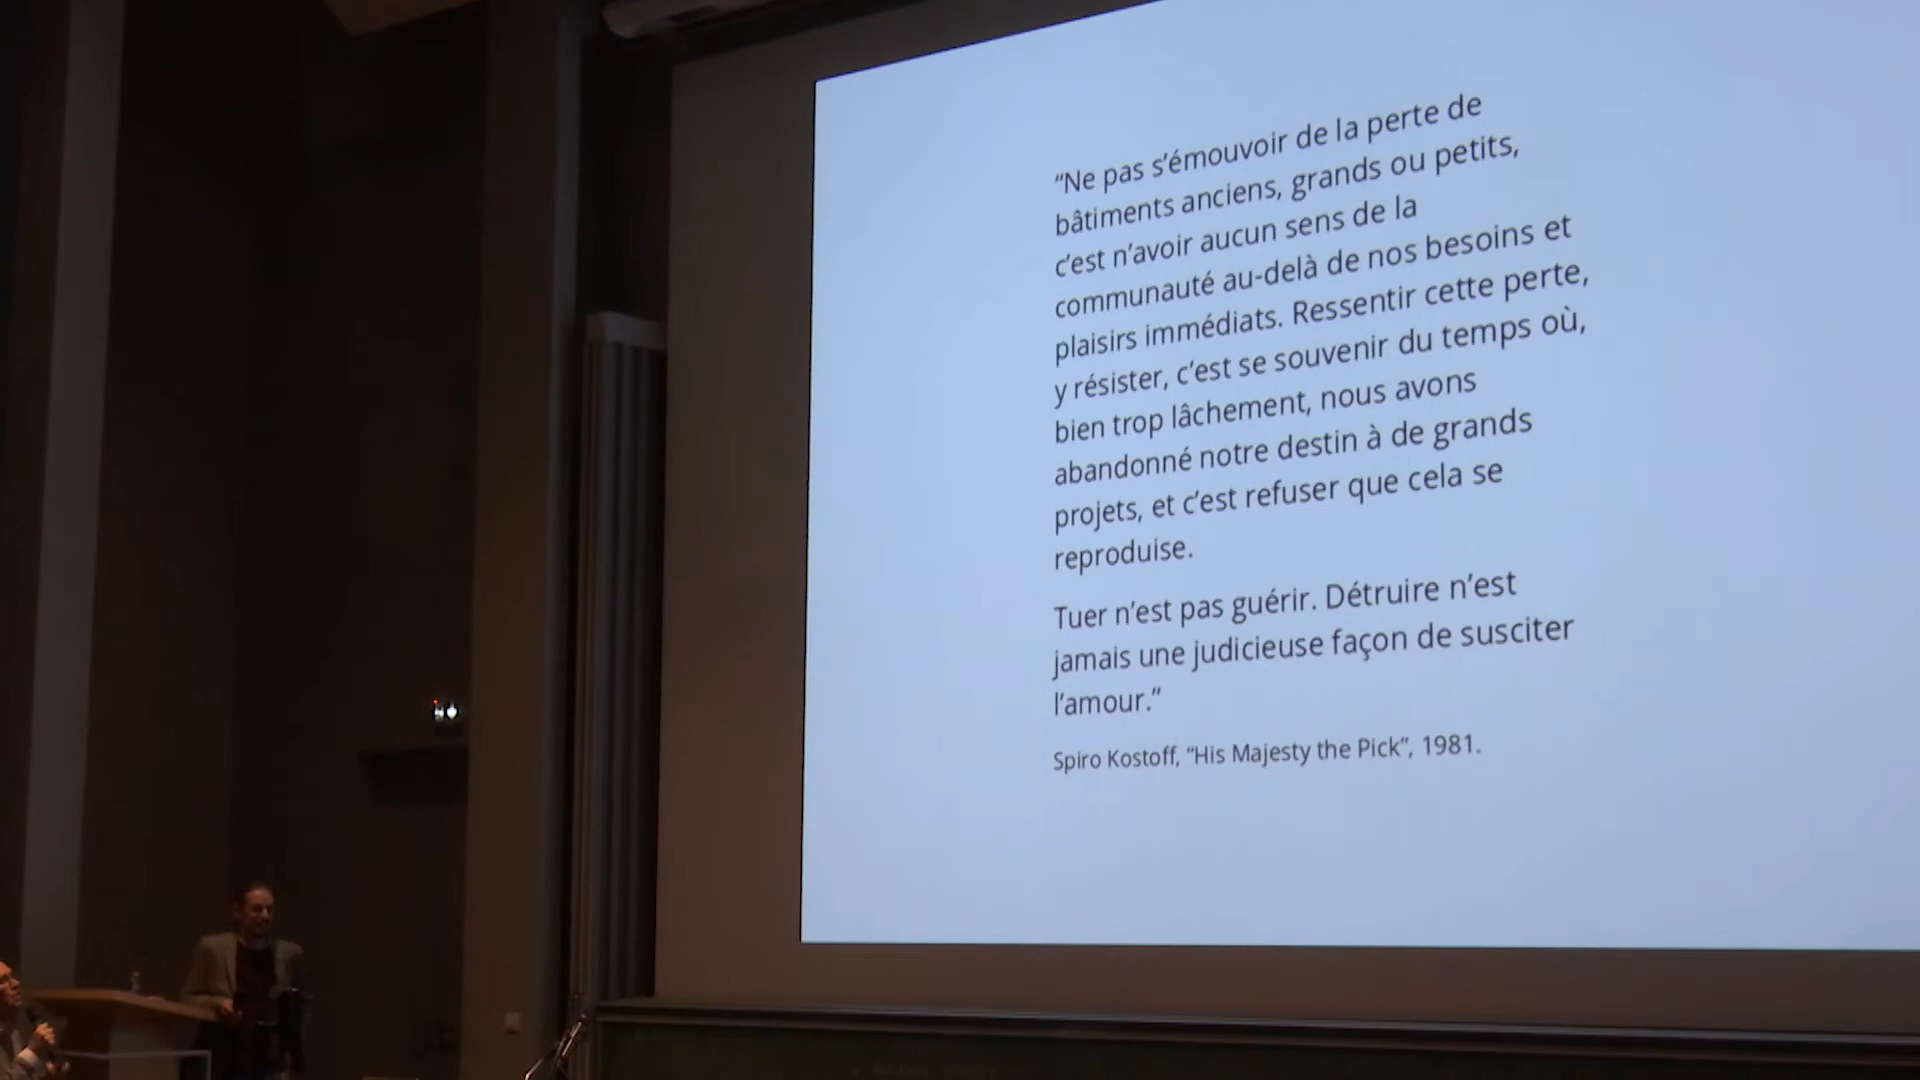 “Ne pas s’émouvoir de la perte de
bâtiments anciens, grands ou petits,
c’est n’avoir aucun sens de la
communauté au-delà de nos besoins et
plaisirs immédiats. Ressentir cette perte,
y résister, c’est se souvenir du temps où,
bien trop lâchement, nous avons
abandonné notre destin à de grands
projets, et c’est refuser que cela se
reproduise.
Tuer n’est pas guérir. Détruire n’est
jamais une judicieuse façon de susciter
l’amour.”
Spiro Kostoff, “His Majesty the Pick”, 1981.